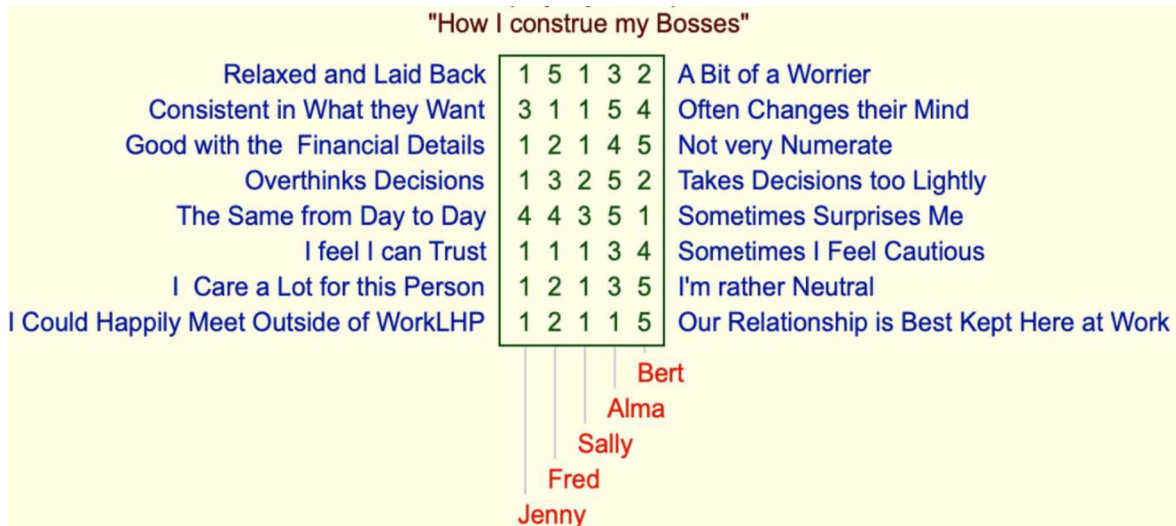 "How I construe my Bosses"
Relaxed and Laid Back 1 5 1 3 2 A Bit of a Worrier
Consistent in What they Want 3 1 1 5 4 Often Changes their Mind
Good with the Financial Details 1 2 1 4 5 Not very Numerate
Overthinks Decisions 1 3 2 5 2 Takes Decisions too Lightly
The Same from Day to Day 4 4 3 5 1 Sometimes Surprises Me
I feel I can Trust 1 1 1 3 4 Sometimes I Feel Cautious
I Care a Lot for this Person 1 2 1 3 5 I'm rather Neutral
I Could Happily Meet Outside of WorkLHP 1 2 1 1 5 Our Relationship is Best Kept Here at Work
Bert
Alma
Sally
Fred
Jenny